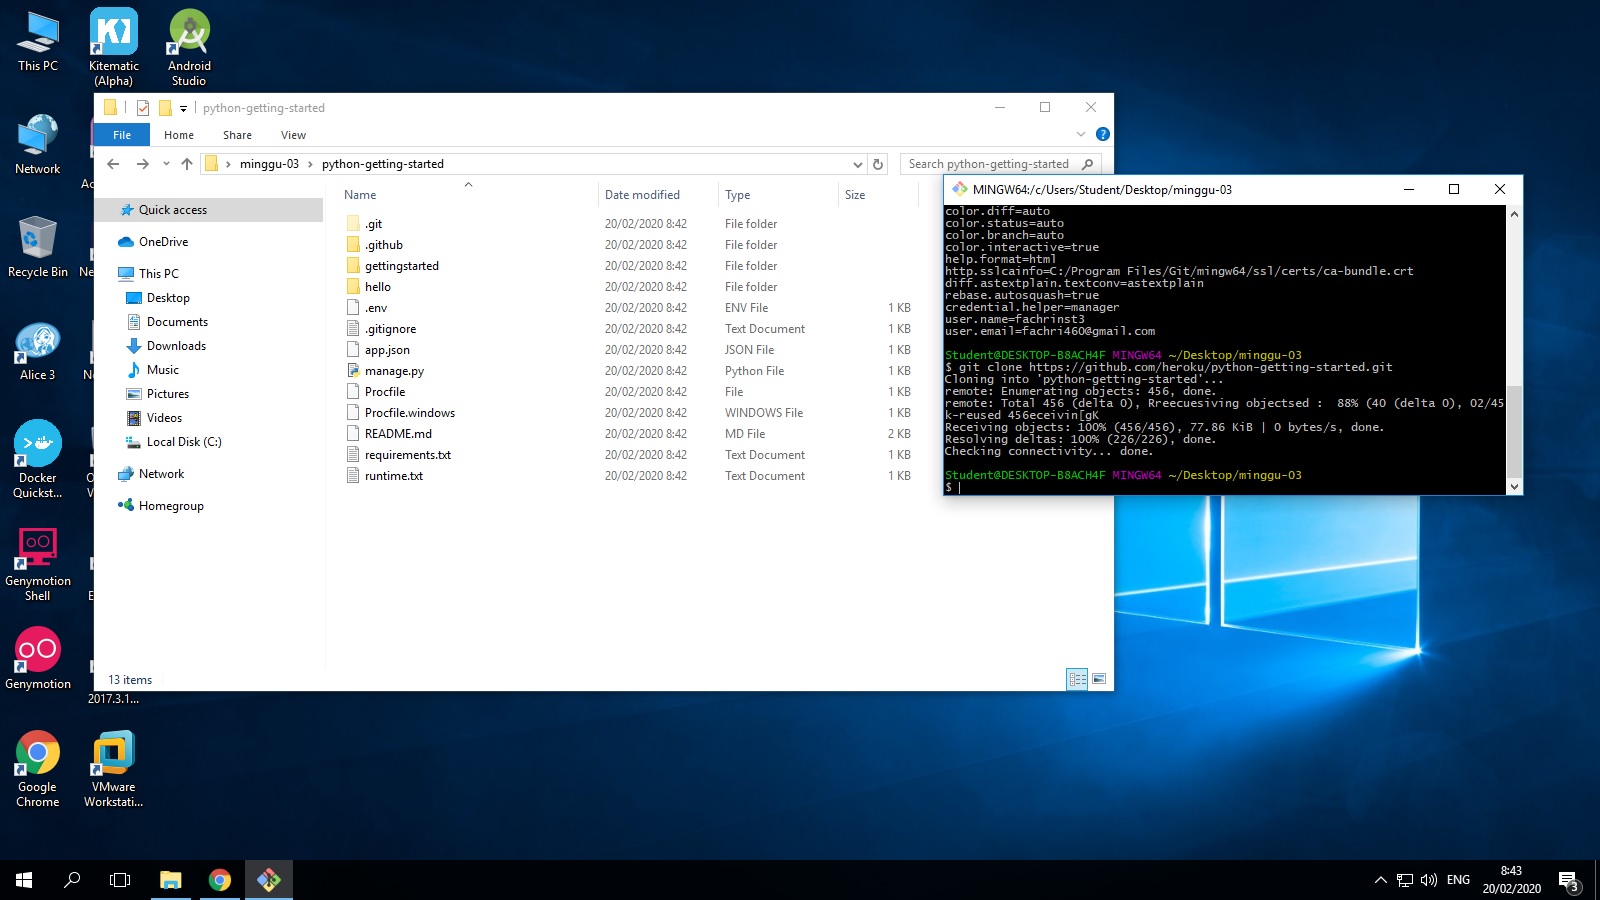 This PC
Kitematic
(Alpha)
Android
Studio
Network
Recycle Bin
Alice 3
Docker
Quickst...
Genymotion
Shell
Genymotion
2017.3.1...
Google
Chrome
VMware
Workstati...
python-getting-started
File Home Share View
minggu-03 > python-getting-started
Search python-getting-started
Name Date modified Type Size
Quick access
OneDrive
This PC
Desktop
Documents
Downloads
Music
Pictures
Videos
Local Disk (C:)
Network
Homegroup
.git 20/02/2020 8:42 File folder
.github 20/02/2020 8:42 File folder
gettingstarted 20/02/2020 8:42 File folder
hello 20/02/2020 8:42 File folder
.env 20/02/2020 8:42 ENV File 1 KB
.gitignore 20/02/2020 8:42 Text Document 1 KB
app.json 20/02/2020 8:42 JSON File 1 KB
manage.py 20/02/2020 8:42 Python File 1 KB
Procfile 20/02/2020 8:42 File 1 KB
Procfile.windows 20/02/2020 8:42 WINDOWS File 1 KB
README.md 20/02/2020 8:42 MD File 2 KB
requirements.txt 20/02/2020 8:42 Text Document 1 KB
runtime.txt 20/02/2020 8:42 Text Document 1 KB
13 items
MINGW64:/c/Users/Student/Desktop/minggu-03
color.diff=auto
color.status=auto
color.branch=auto
color.interactive=true
help.format=html
http.sslcainfo=C:/Program Files/Git/mingw64/ssl/certs/ca-bundle.crt
diff.astextplain.textconv=astextplain
rebase.autosquash=true
credential.helper=manager
user.name=fachrinst3
user.email=fachri460@gmail.com
Student@DESKTOP-B8ACH4F MINGW64 ~/Desktop/minggu-03
$ git clone https://github.com/heroku/python-getting-started.git
Cloning into 'python-getting-started'...
remote: Enumerating objects: 456, done.
remote: Total 456 (delta 0), Rreecuesiving objectsed :  88% (40 (delta 0), 02/45
k-reused 456eceivin[gK
Receiving objects: 100% (456/456), 77.86 KiB | 0 bytes/s, done.
Resolving deltas: 100% (226/226), done.
Checking connectivity... done.
Student@DESKTOP-B8ACH4F MINGW64 ~/Desktop/minggu-03
$
ENG
8:43
20/02/2020
3